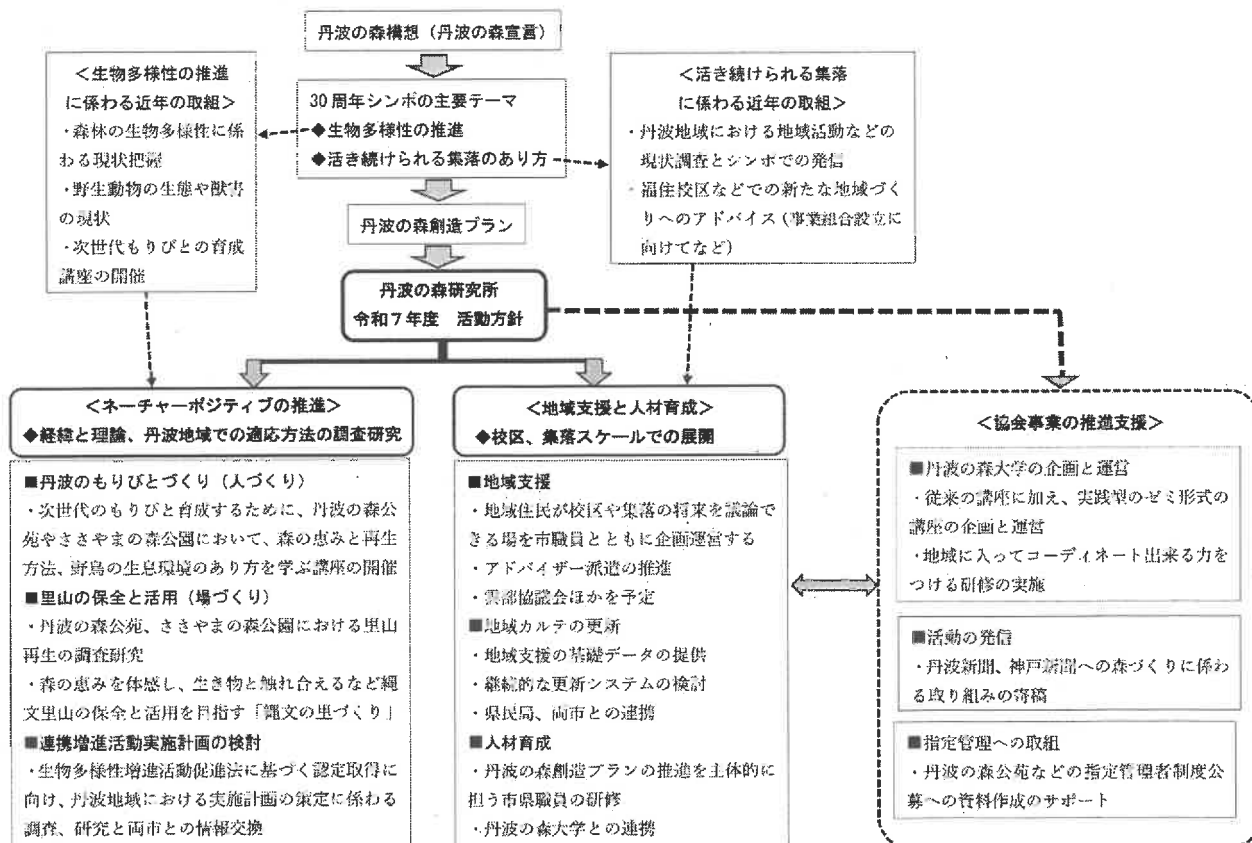 丹波の森構想（丹波の森宣言）
＜生物多様性の推進
に係わる近年の取組＞
・森林の生物多様性に係
わる現状把握
・野生動物の生態や獣害
の現状
・次世代もりびとの育成
講座の開催
30周年シンポの主要テーマ
◆生物多様性の推進
◆活き続けられる集落のあり方
＜活き続けられる集落
に係わる近年の取組＞
・丹波地域における地域活動などの
現状調査とシンポでの発信
・福住校区などでの新たな地域づく
りへのアドバイス（事業組合設立に
向けてなど）
丹波の森創造プラン
丹波の森研究所
令和７年度　活動方針
＜ネーチャーポジティブの推進＞
◆経緯と理論、丹波地域での適応方法の調査研究
■丹波のもりびとづくり（人づくり）
・次世代のもりびと育成するために、丹波の森公
苑やささやまの森公園において、森の恵みと再生
方法、野鳥の生息環境のあり方を学ぶ講座の開催
■里山の保全と活用（場づくり）
・丹波の森公苑、ささやまの森公園における里山
再生の調査研究
・森の恵みを体感し、生き物と触れ合えるなど縄
文里山の保全と活用を目指す「縄文の里づくり」
■連携増進活動実施計画の検討
・生物多様性増進活動促進法に基づく認定取得に
向け、丹波地域における実施計画の策定に係わる
調査、研究と両市との情報交換
＜地域支援と人材育成＞
◆校区、集落スケールでの展開
■地域支援
・地域住民が校区や集落の将来を議論で
きる場を市職員とともに企画運営する
・アドバイザー派遣の推進
・雲部協議会ほかを予定
■地域カルテの更新
・地域支援の基礎データの提供
・継続的な更新システムの検討
・県民局、両市との連携
■人材育成
・丹波の森創造プランの推進を主体的に
担う市県職員の研修
・丹波の森大学との連携
＜協会事業の推進支援＞
■丹波の森大学の企画と運営
・従来の講座に加え、実践型のゼミ形式の
講座の企画と運営
・地域に入ってコーディネート出来る力を
つける研修の実施
■活動の発信
・丹波新聞、神戸新聞への森づくりに係わ
る取り組みの寄稿
■指定管理への取組
・丹波の森公苑などの指定管理者制度公
募への資料作成のサポート